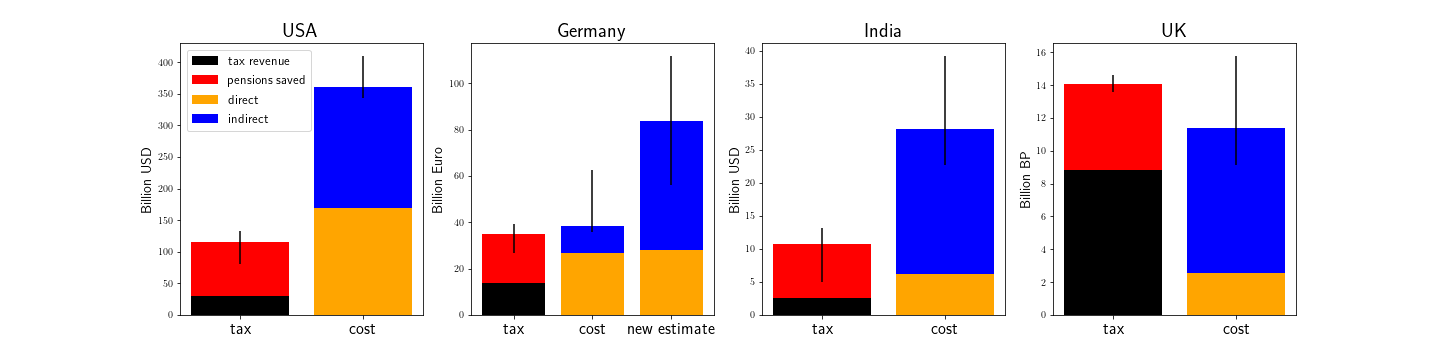 USA
Billion USD
400
350
300
250
200
150
100
50
0
tax revenue
pensions saved
direct
indirect
tax cost
Germany
Billion Euro
100
80
60
40
20
0
tax cost new estimate
India
Billion USD
40
35
30
25
20
15
10
5
0
tax cost
UK
Billion BP
16
14
12
10
8
6
4
2
0
tax cost